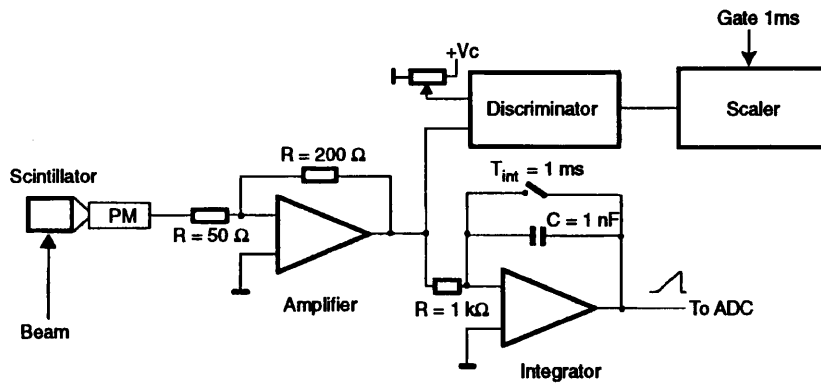 Gate 1ms
+Vc
Discriminator
Scaler
R = 200 Ω
Scintillator
PM
R = 50 Ω
T int = 1 ms
C = 1 nF
Amplifier
R = 1 kΩ
To ADC
Beam
Integrator